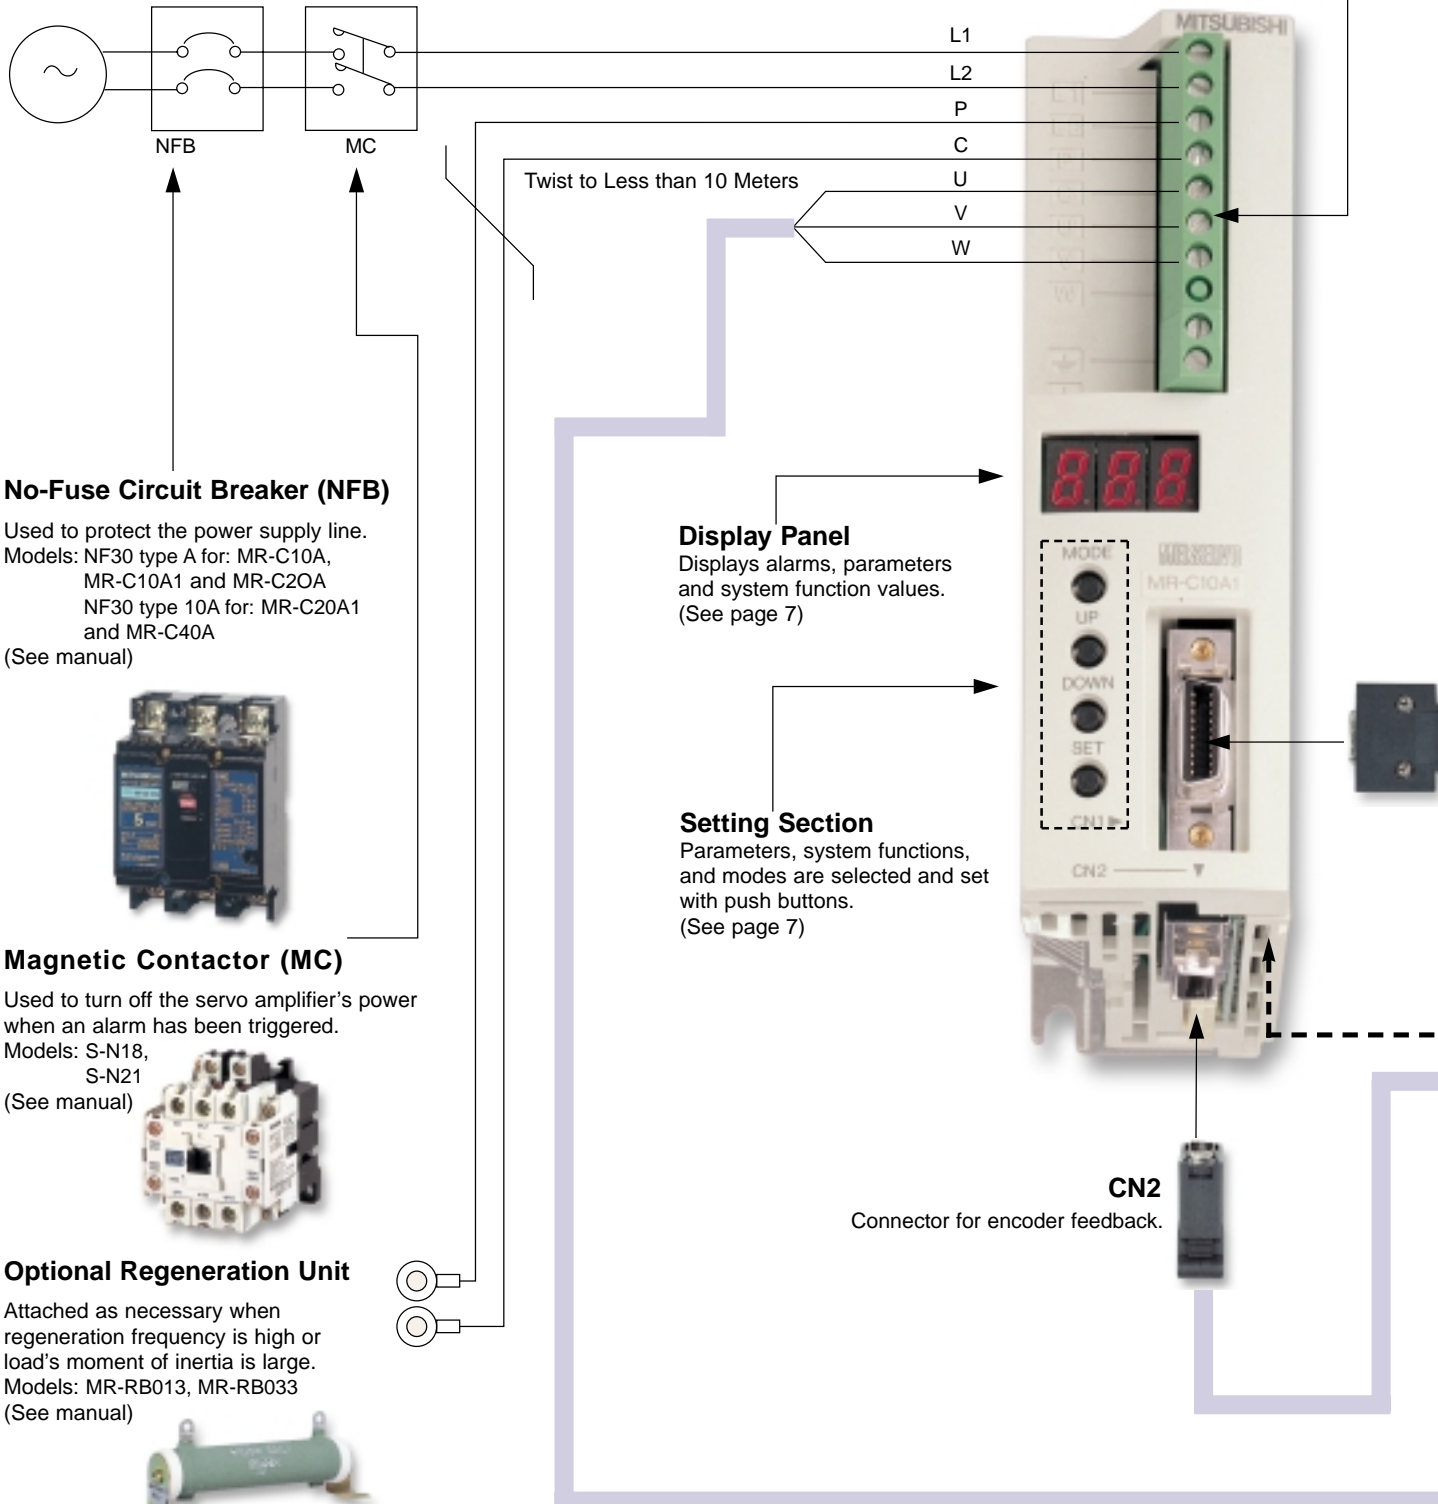 MITSUBISHI
L1
L2
P
C
U
V
W
NFB
MC
Twist to Less than 10 Meters
No-Fuse Circuit Breaker (NFB)
Used to protect the power supply line.
Models: NF30 type A for: MR-C10A,
MR-C10A1 and MR-C2OA
NF30 type 10A for: MR-C20A1
and MR-C40A
(See manual)
Display Panel
Displays alarms, parameters
and system function values.
(See page 7)
Setting Section
Parameters, system functions,
and modes are selected and set
with push buttons.
(See page 7)
MODE
MR-C10A1
UP
DOWN
SET
CN1
CN2
MITSUBISHI
5
Magnetic Contactor (MC)
Used to turn off the servo amplifier's power
when an alarm has been triggered.
Models: S-N18,
S-N21
(See manual)
CN2
Connector for encoder feedback.
Optional Regeneration Unit
Attached as necessary when
regeneration frequency is high or
load's moment of inertia is large.
Models: MR-RB013, MR-RB033
(See manual)